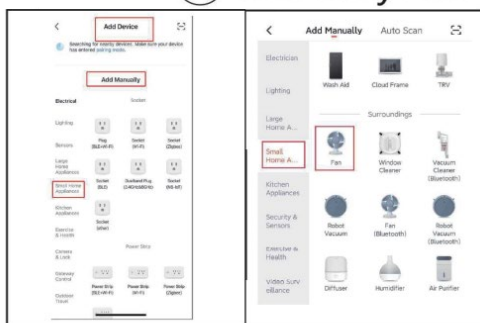 Add Device
Searching for nearby devices. Make sure your device
has entered pairing mode.
Add Manually
Electrical
Socket
Lighting
Sensors
Large
Home
Appliances
Small Home
Appliances
Kitchen
Appliances
Exercise
& Health
Camera
& Lock
Gateway
Control
Outdoor
Travel
Plug
(BLE+Wi-Fi)
Socket
(Wi-Fi)
Socket
(Zigbee)
Socket
(BLE)
Socket
(NB-IoT)
Socket
(other)
Power Strip
Power Strip
(BLE+Wi-Fi)
Power Strip
(Wi-Fi)
Power Strip
(Zigbee)
Add Manually
Auto Scan
Electrician
Lighting
Large
Home A...
Small
Home A...
Kitchen
Appliances
Security &
Sensors
Exercise &
Health
Video Surv
eillance
Wash Aid
Cloud Frame
TRV
Surroundings
Fan
Window
Cleaner
Vacuum
Cleaner
(Bluetooth)
Robot
Vacuum
Fan
(Bluetooth)
Robot
Vacuum
(Bluetooth)
Diffuser
Humidifier
Air Purifier